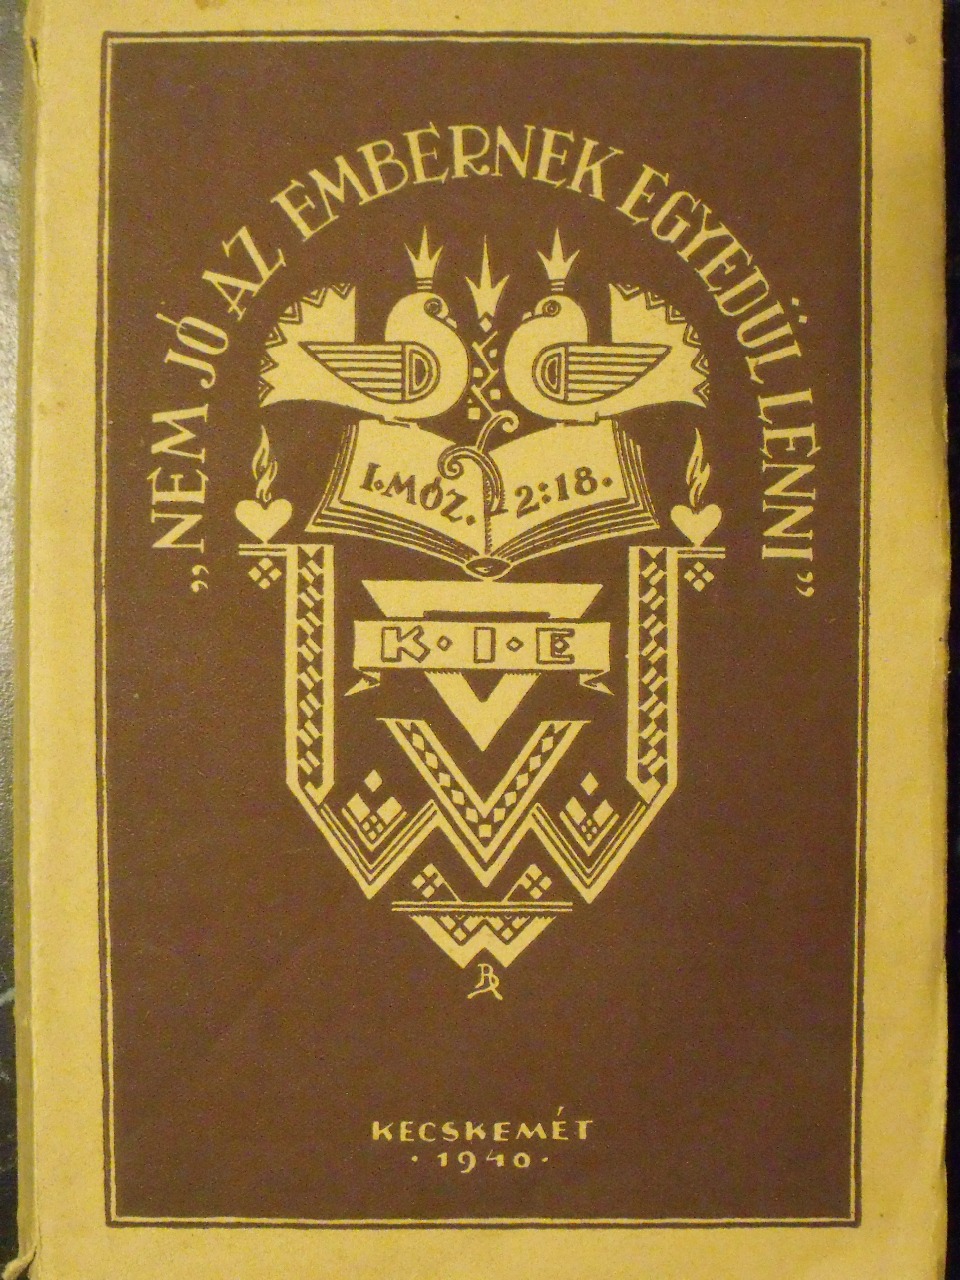 „NEM JÓ AZ EMBERNEK EGYEDÜL LENNI”
I. MÓZ. 2:18.
K·I·E
KECSKEMÉT
·1940·